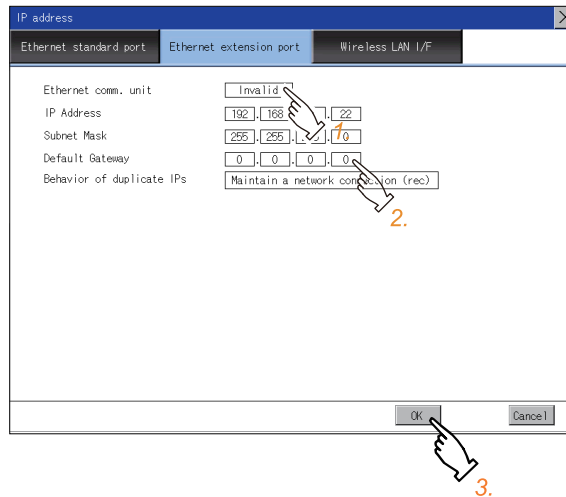 IP address
Ethernet standard port Ethernet extension port Wireless LAN I/F
Ethernet comm. unit Invalid
IP Address 192 . 168 . 22
1.
Subnet Mask 255 . 255 . 0
Default Gateway 0 . 0 . 0 . 0
Behavior of duplicate IPs Maintain a network connection (rec)
2.
OK Cancel
3.